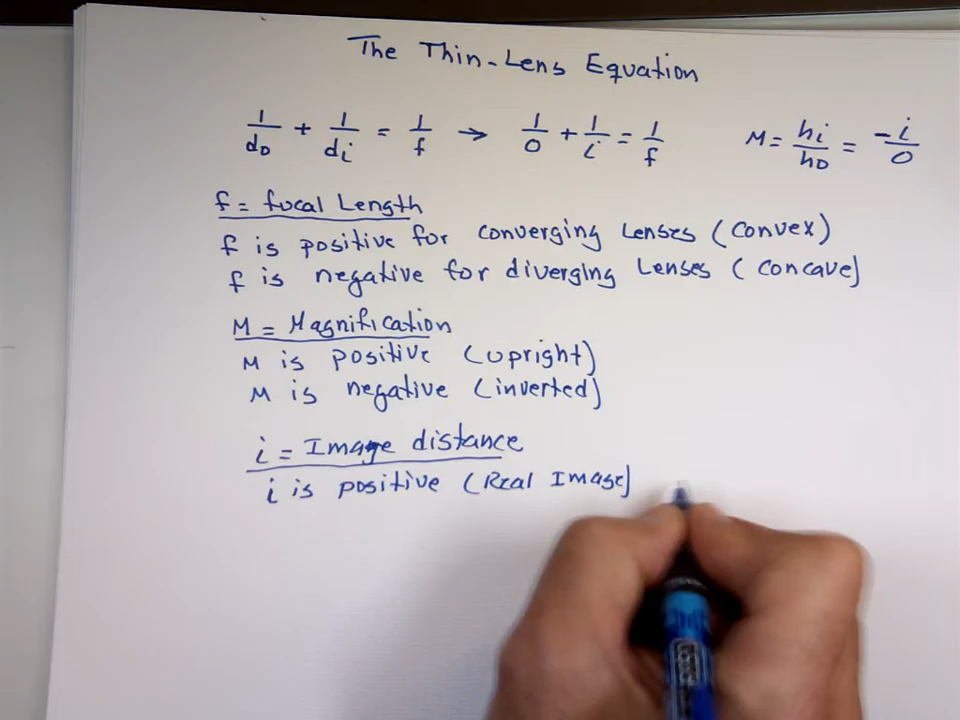 The Thin-Lens Equation
1/do + 1/di = 1/f → 1/o + 1/i = 1/f M = hi/ho = -i/o
f = focal Length
f is positive for converging Lenses (convex)
f is negative for diverging Lenses (concave)
M = Magnification
M is positive (upright)
M is negative (inverted)
i = Image distance
i is positive (Real Image)